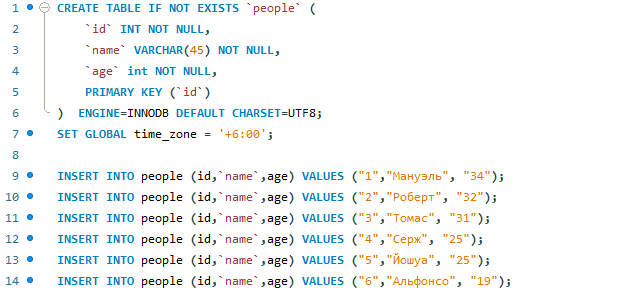 1 CREATE TABLE IF NOT EXISTS `people` (
2 `id` INT NOT NULL,
3 `name` VARCHAR(45) NOT NULL,
4 `age` int NOT NULL,
5 PRIMARY KEY (`id`)
6 ) ENGINE=INNODB DEFAULT CHARSET=UTF8;
7 SET GLOBAL time_zone = '+6:00';
8
9 INSERT INTO people (id,`name`,age) VALUES ("1","Мануэль", "34");
10 INSERT INTO people (id,`name`,age) VALUES ("2","Роберт", "32");
11 INSERT INTO people (id,`name`,age) VALUES ("3","Томас", "31");
12 INSERT INTO people (id,`name`,age) VALUES ("4","Серж", "25");
13 INSERT INTO people (id,`name`,age) VALUES ("5","Йошуа", "25");
14 INSERT INTO people (id,`name`,age) VALUES ("6","Альфонсо", "19");